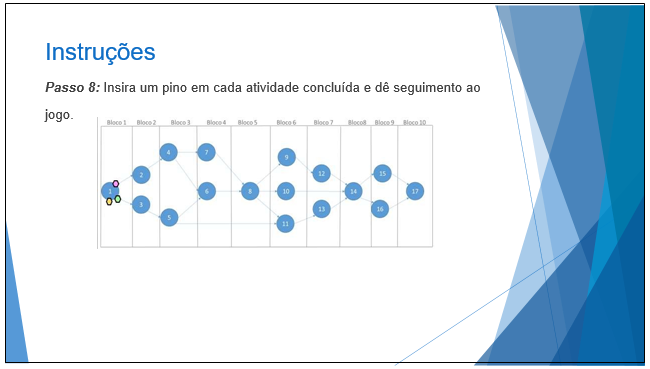 Instruções
Passo 8: Insira um pino em cada atividade concluída e dê seguimento ao
jogo.
Bloco 1 Bloco 2 Bloco 3 Bloco 4 Bloco 5 Bloco 6 Bloco 7 Bloco8 Bloco 9 Bloco 10
4 7 9
12 15
2
1 6 8 10 14 17
3 13 16
5 11